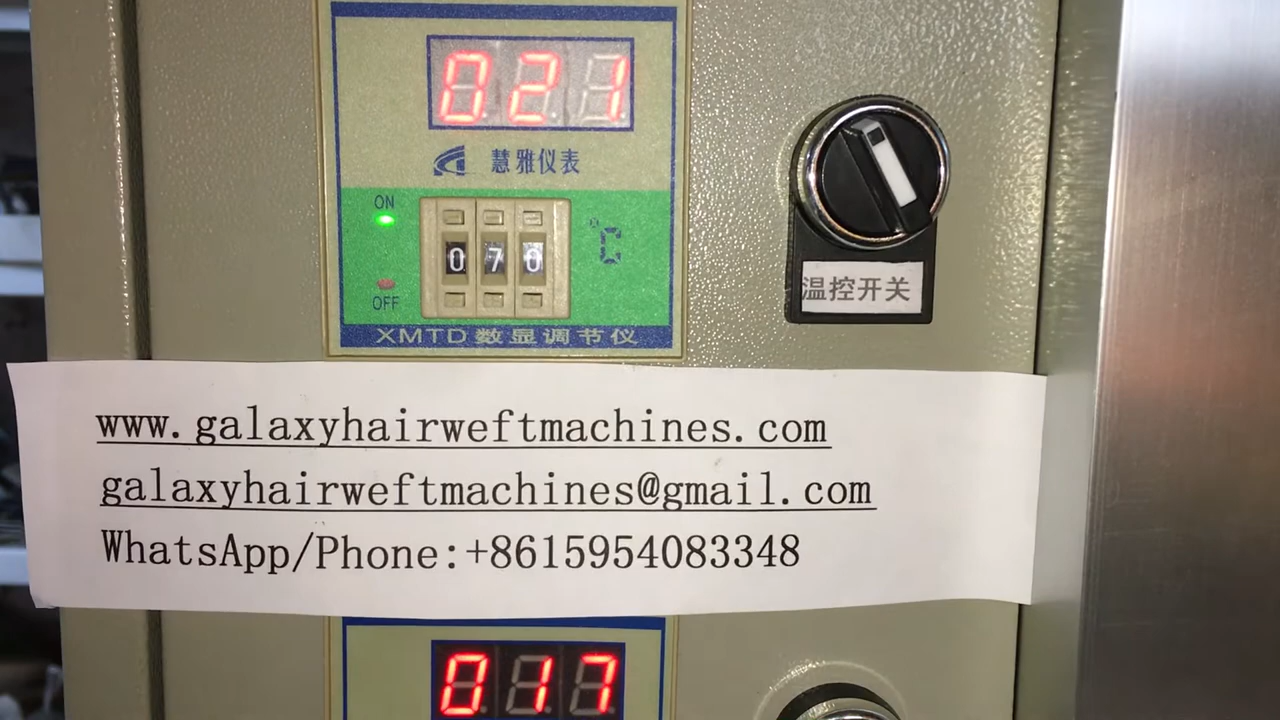 021
慧雅仪表
ON
070
°C
OFF
XMTD数显调节仪
温控开关
www.galaxyhairweftmachines.com
galaxyhairweftmachines@gmail.com
WhatsApp/Phone:+8615954083348
017